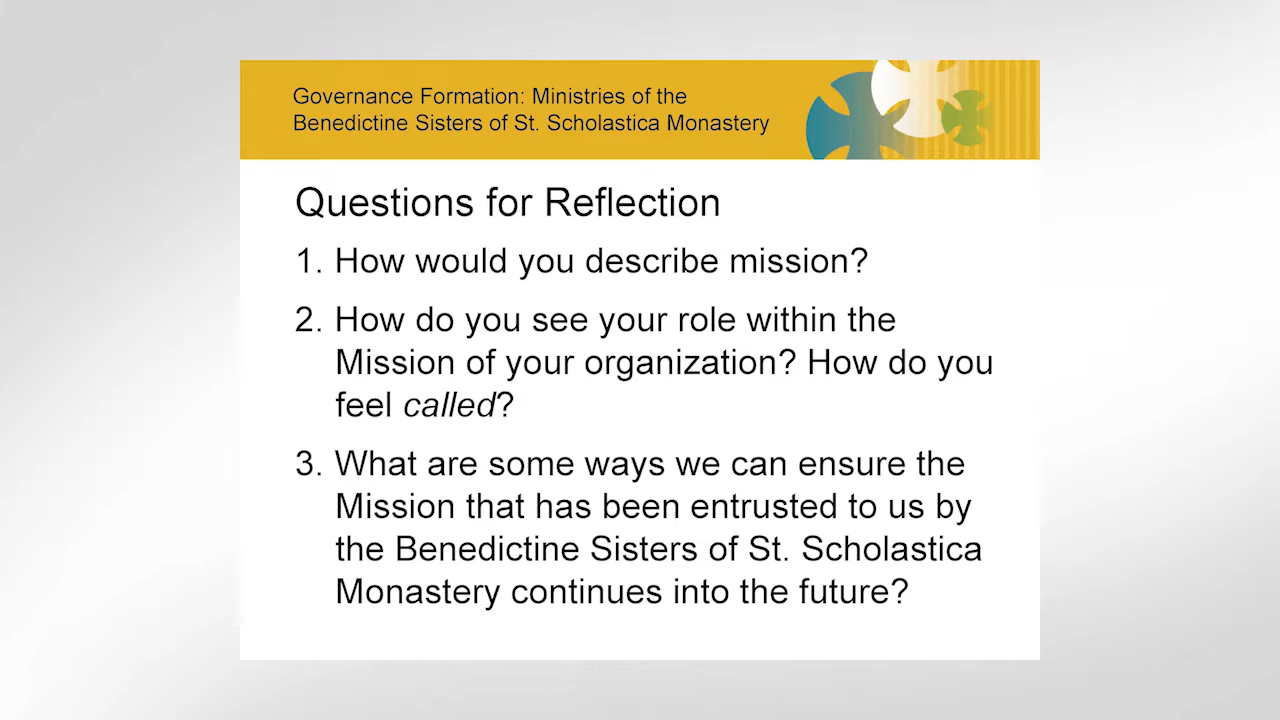 Governance Formation: Ministries of the
Benedictine Sisters of St. Scholastica Monastery
Questions for Reflection
1. How would you describe mission?
2. How do you see your role within the
Mission of your organization? How do you
feel called?
3. What are some ways we can ensure the
Mission that has been entrusted to us by
the Benedictine Sisters of St. Scholastica
Monastery continues into the future?